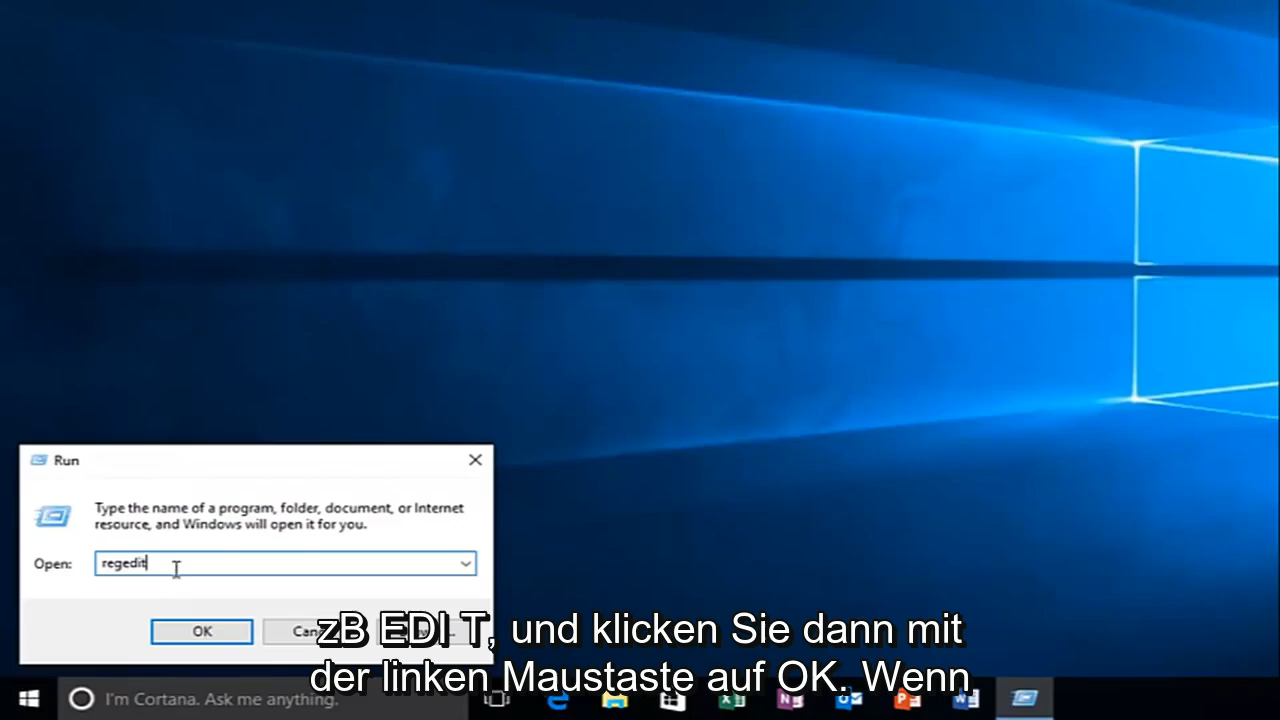 Run
Type the name of a program, folder, document, or Internet
resource, and Windows will open it for you.
Open:
regedit
OK
zB EDI T, und klicken Sie dann mit
der linken Maustaste auf OK. Wenn
I'm Cortana. Ask me anything.